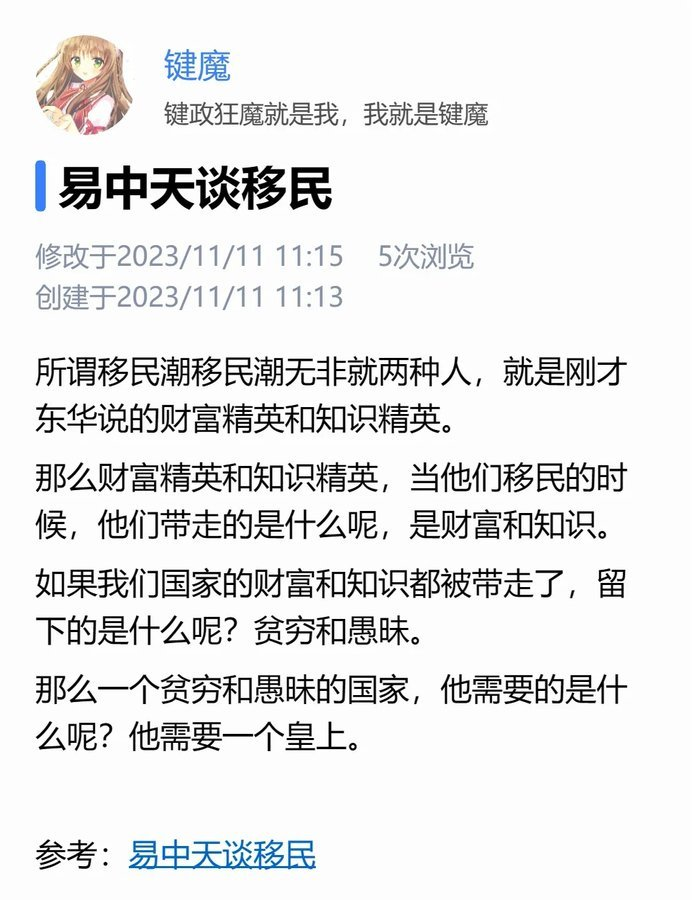 键魔
键政狂魔就是我，我就是键魔
易中天谈移民
修改于2023/11/11 11:15 5次浏览
创建于2023/11/11 11:13
所谓移民潮移民潮无非就两种人，就是刚才
东华说的财富精英和知识精英。
那么财富精英和知识精英，当他们移民的时
候，他们带走的是什么呢，是财富和知识。
如果我们国家的财富和知识都被带走了，留
下的是什么呢？贫穷和愚昧。
那么一个贫穷和愚昧的国家，他需要的是什
么呢？他需要一个皇上。
参考：易中天谈移民